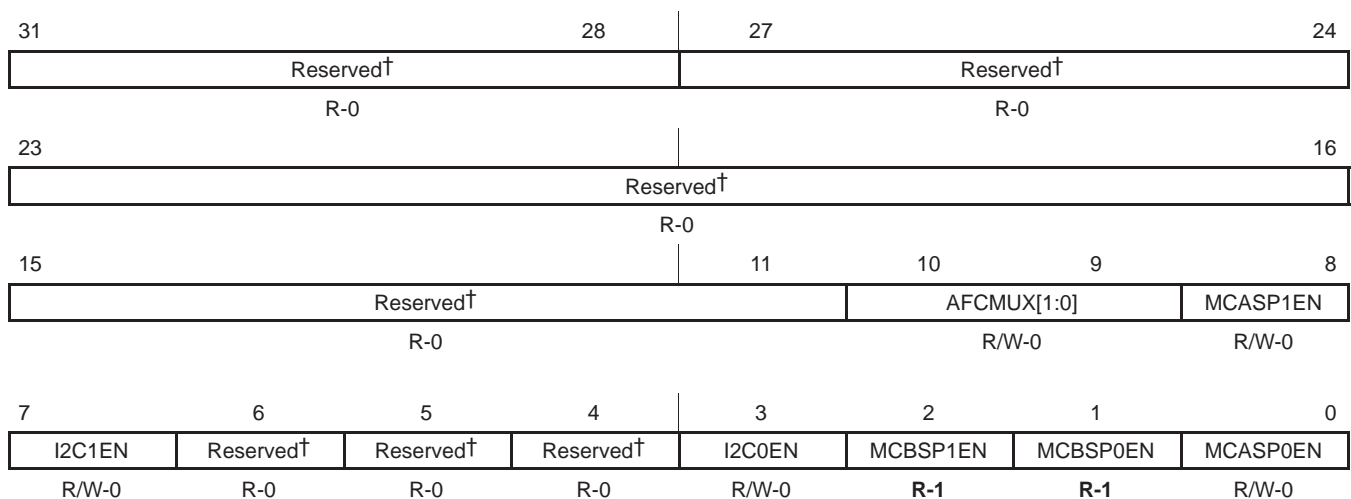 31 28 27 24
Reserved† Reserved†
R-0 R-0
23 16
Reserved†
R-0
15 11 10 9 8
Reserved† AFCMUX[1:0] MCASP1EN
R-0 R/W-0 R/W-0
7 6 5 4 3 2 1 0
I2C1EN Reserved† Reserved† Reserved† I2C0EN MCBSP1EN MCBSP0EN MCASP0EN
R/W-0 R-0 R-0 R-0 R/W-0 R-1 R-1 R/W-0